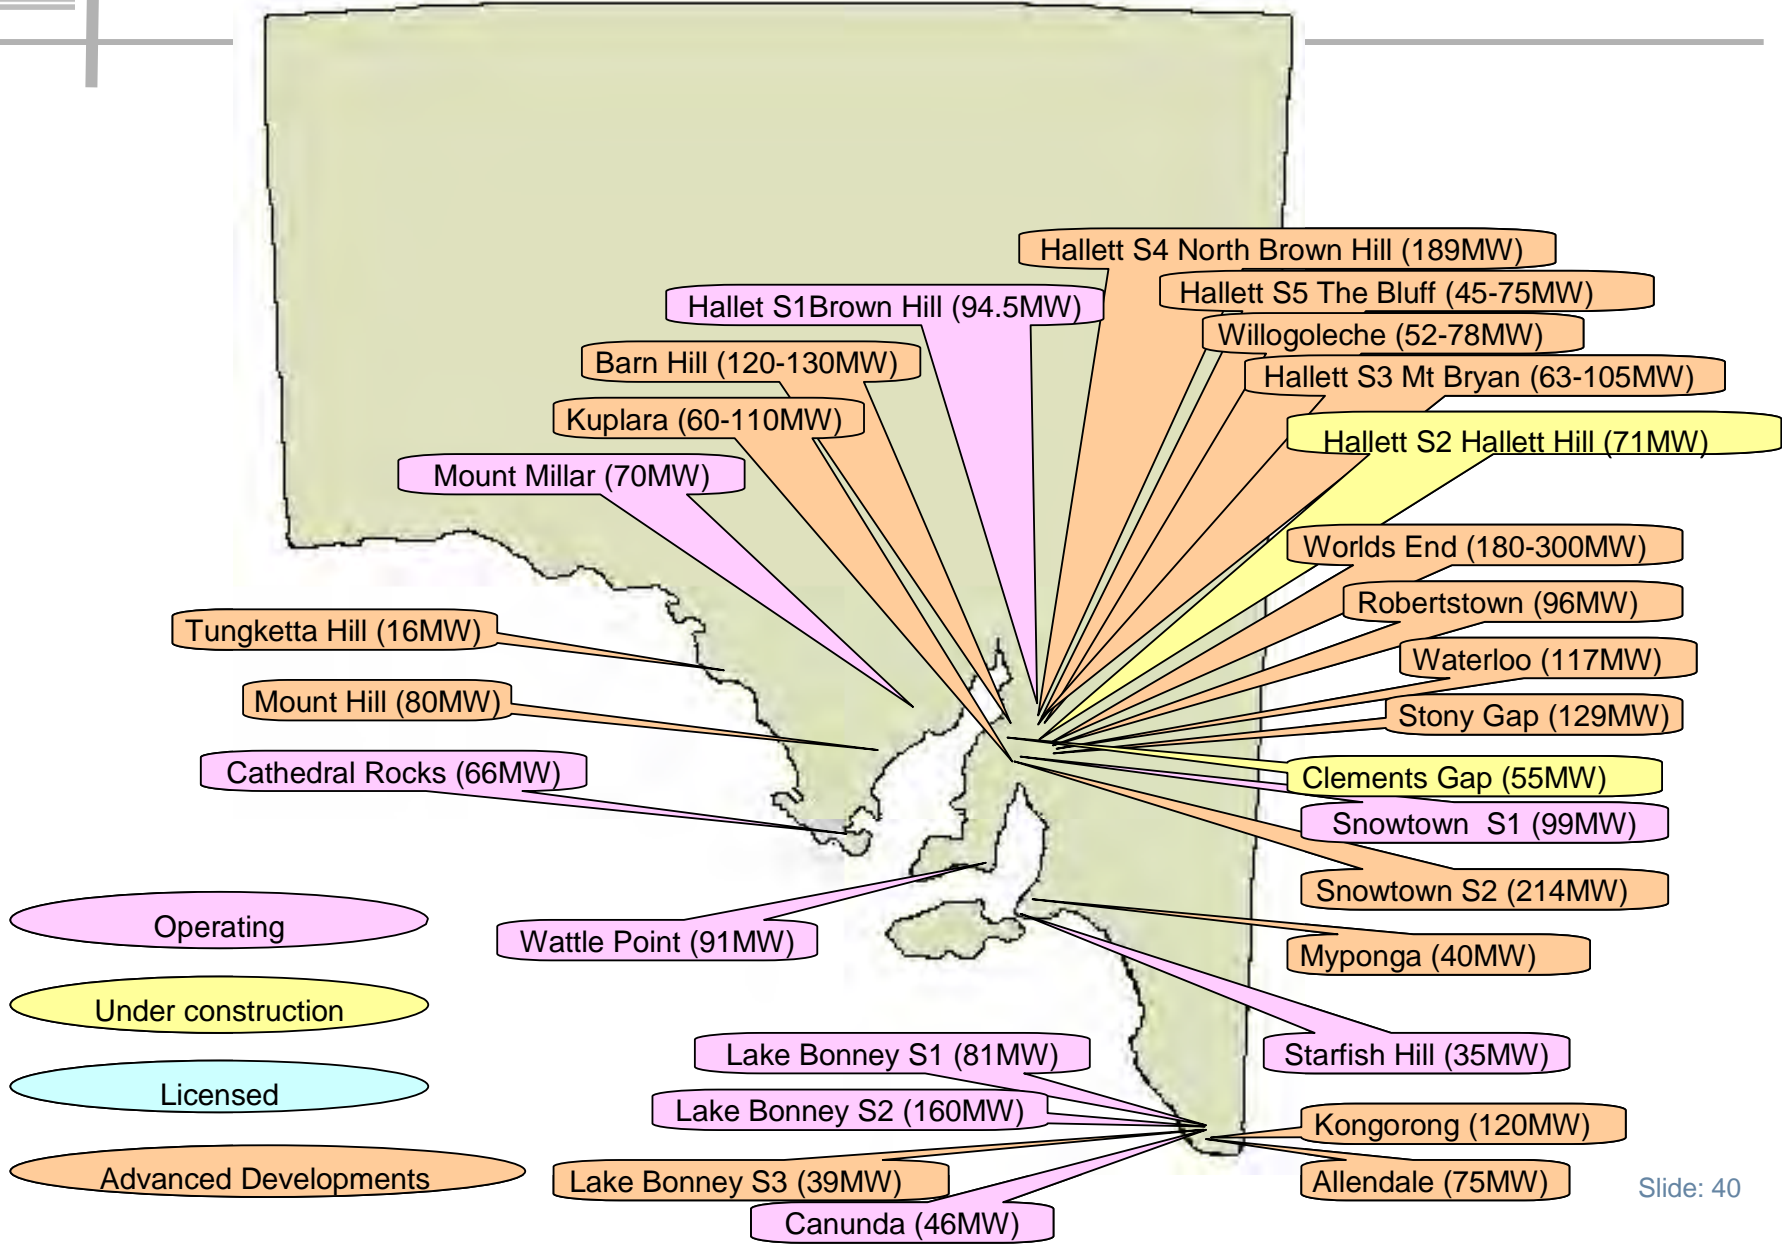 Hallett S4 North Brown Hill (189MW)
Hallett S5 The Bluff (45-75MW)
Hallet S1Brown Hill (94.5MW)
Willogoleche (52-78MW)
Barn Hill (120-130MW)
Hallett S3 Mt Bryan (63-105MW)
Kuplara (60-110MW)
Hallett S2 Hallett Hill (71MW)
Mount Millar (70MW)
Worlds End (180-300MW)
Robertstown (96MW)
Tungketta Hill (16MW)
Waterloo (117MW)
Mount Hill (80MW)
Stony Gap (129MW)
Cathedral Rocks (66MW)
Clements Gap (55MW)
Snowtown  S1 (99MW)
Snowtown S2 (214MW)
Operating
Wattle Point (91MW)
Myponga (40MW)
Under construction
Lake Bonney S1 (81MW)
Starfish Hill (35MW)
Licensed
Lake Bonney S2 (160MW)
Kongorong (120MW)
Advanced Developments
Lake Bonney S3 (39MW)
Allendale (75MW)
Slide: 40
Canunda (46MW)